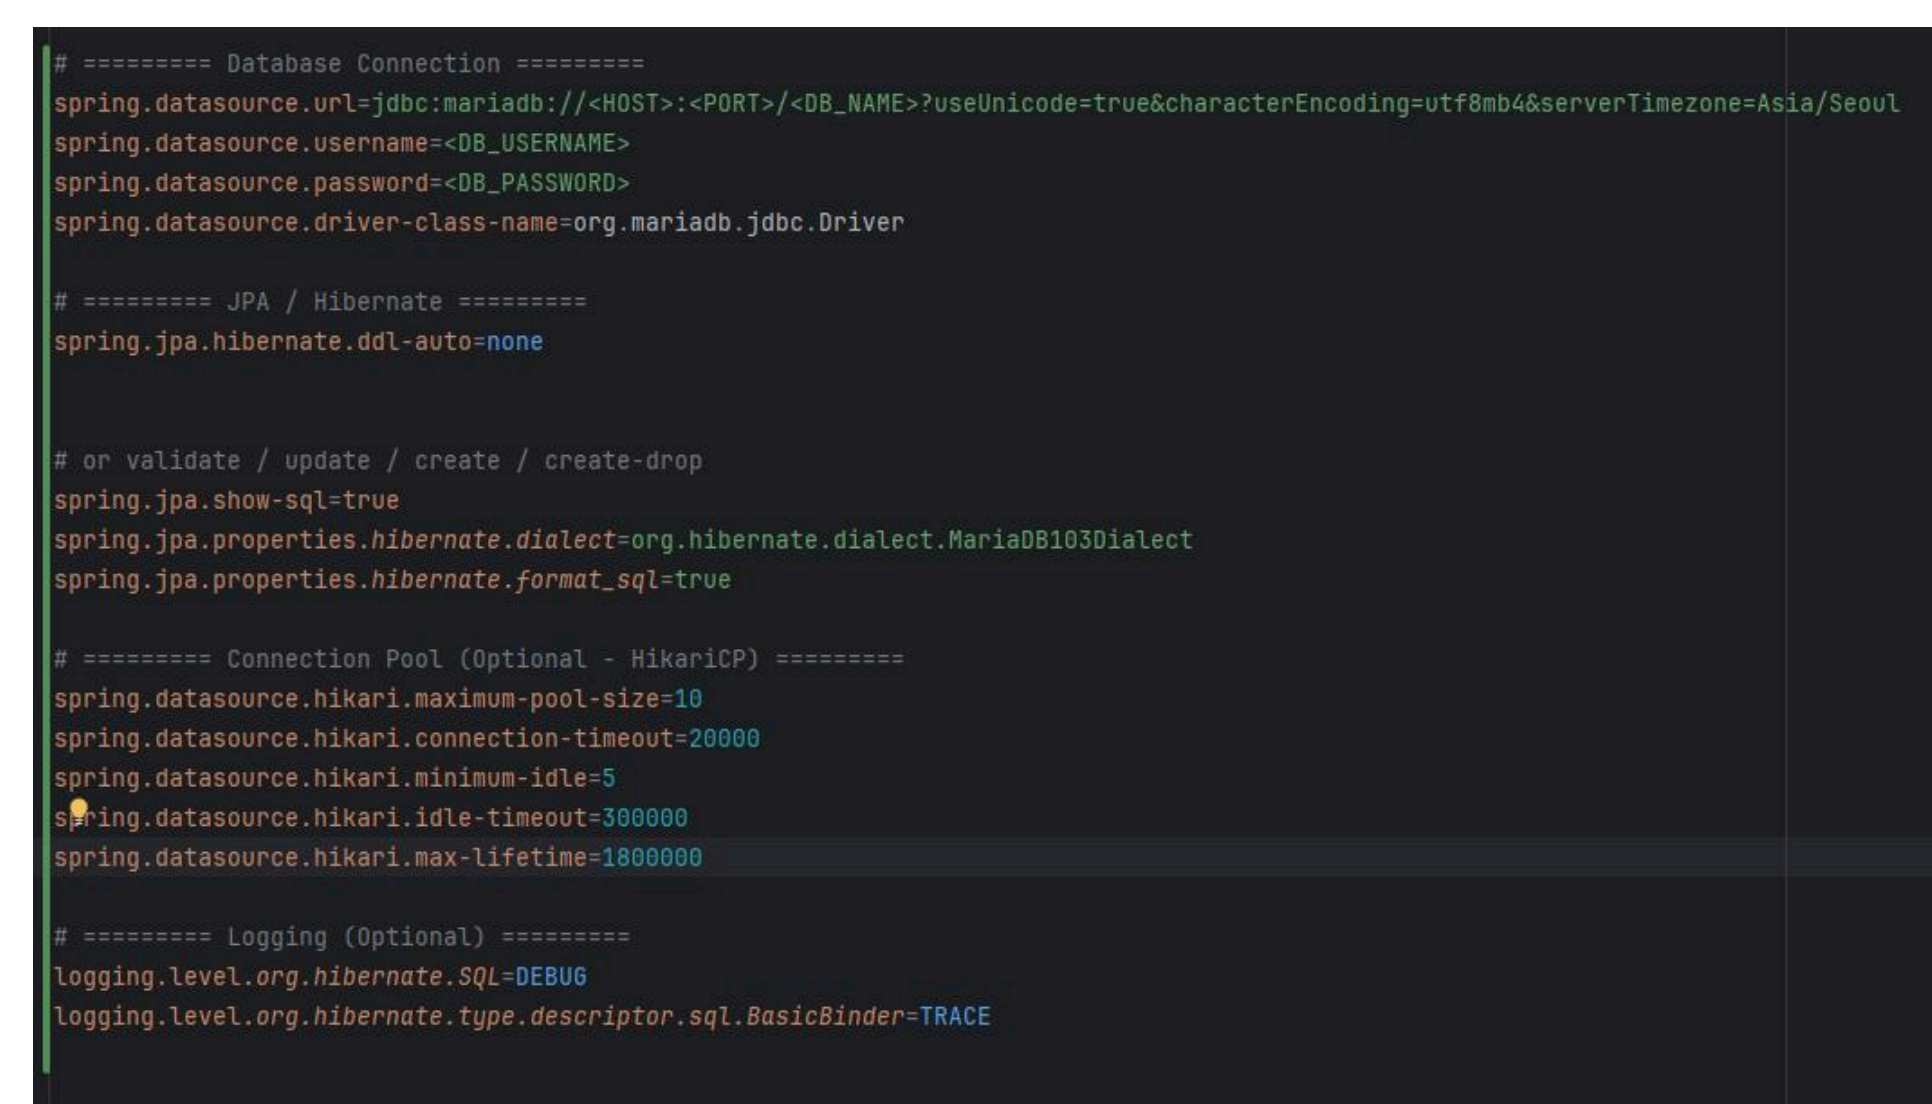 # ========= Database Connection =========
spring.datasource.url=jdbc:mariadb://<HOST>:<PORT>/<DB_NAME>?useUnicode=true&characterEncoding=utf8mb4&serverTimezone=Asia/Seoul
spring.datasource.username=<DB_USERNAME>
spring.datasource.password=<DB_PASSWORD>
spring.datasource.driver-class-name=org.mariadb.jdbc.Driver
# ========= JPA / Hibernate =========
spring.jpa.hibernate.ddl-auto=none
# or validate / update / create / create-drop
spring.jpa.show-sql=true
spring.jpa.properties.hibernate.dialect=org.hibernate.dialect.MariaDB103Dialect
spring.jpa.properties.hibernate.format_sql=true
# ========= Connection Pool (Optional - HikariCP) =========
spring.datasource.hikari.maximum-pool-size=10
spring.datasource.hikari.connection-timeout=20000
spring.datasource.hikari.minimum-idle=5
spring.datasource.hikari.idle-timeout=300000
spring.datasource.hikari.max-lifetime=1800000
# ========= Logging (Optional) =========
logging.level.org.hibernate.SQL=DEBUG
logging.level.org.hibernate.type.descriptor.sql.BasicBinder=TRACE